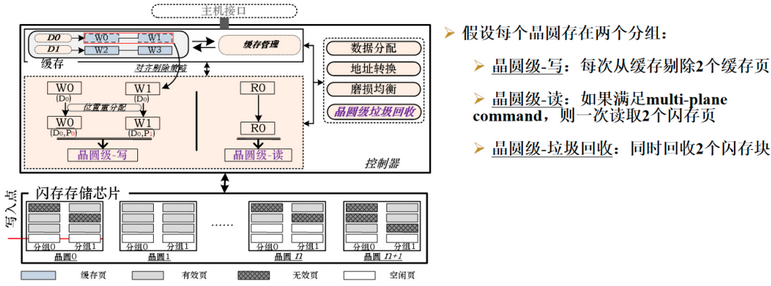 主机接口
D0
W0
W1
D1
W2
W3
缓存管理
缓存
对齐剔除策略
数据分配
地址转换
磨损均衡
晶圆级垃圾回收
W0
(D0)
W1
(D0)
R0
位置重分配
W0
(D0,P0)
W1
(D0,P1)
R0
晶圆级-写
晶圆级-读
控制器
写入点
闪存存储芯片
分组0
分组1
分组0
分组1
......
分组0
分组1
分组0
分组1
晶圆0
晶圆1
晶圆n
晶圆n+1
缓存页
有效页
无效页
空闲页
假设每个晶圆存在两个分组:
晶圆级-写:每次从缓存剔除2个缓存页
晶圆级-读:如果满足multi-plane
command,则一次读取2个闪存页
晶圆级-垃圾回收:同时回收2个闪存块